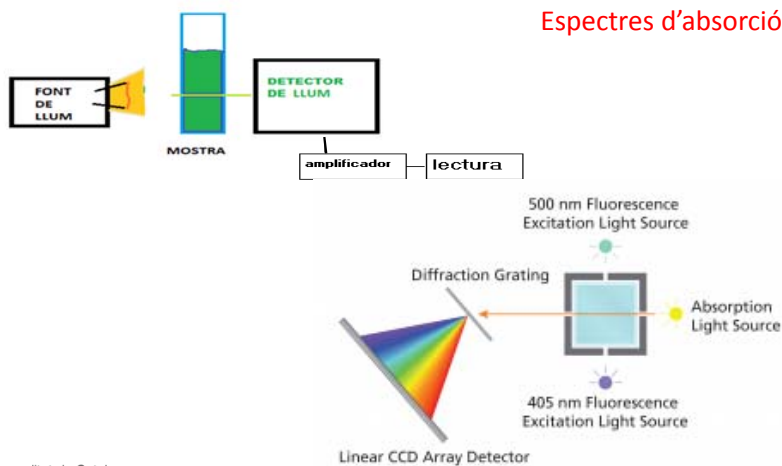 Espectres d'absorció
FONT
DE
LLUM
DETECTOR
DE LLUM
MOSTRA
amplificador
lectura
500 nm Fluorescence
Excitation Light Source
Diffraction Grating
Absorption
Light Source
405 nm Fluorescence
Excitation Light Source
Linear CCD Array Detector